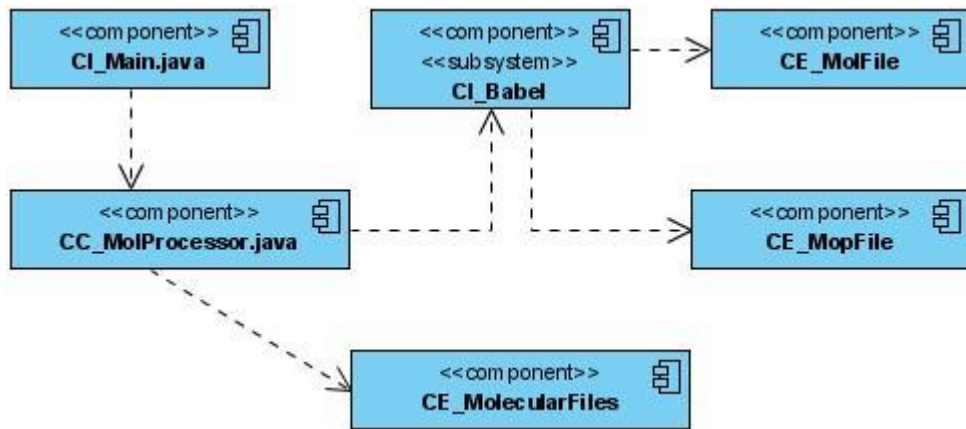 <<component>>
CI_Main.java
<<component>>
<<subsystem>>
CI_Babel
<<component>>
CE_MolFile
<<component>>
CC_MolProcessor.java
<<component>>
CE_MopFile
<<component>>
CE_MolecularFiles